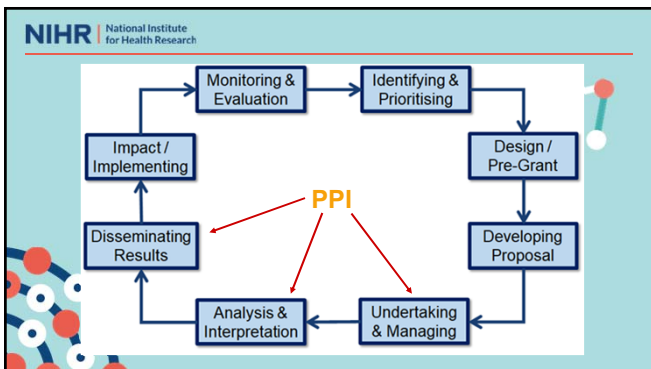 NIHR
National Institute
for Health Research
Monitoring &
Evaluation
Identifying &
Prioritising
Impact /
Implementing
Design /
Pre-Grant
PPI
Disseminating
Results
Developing
Proposal
Analysis &
Interpretation
Undertaking
& Managing